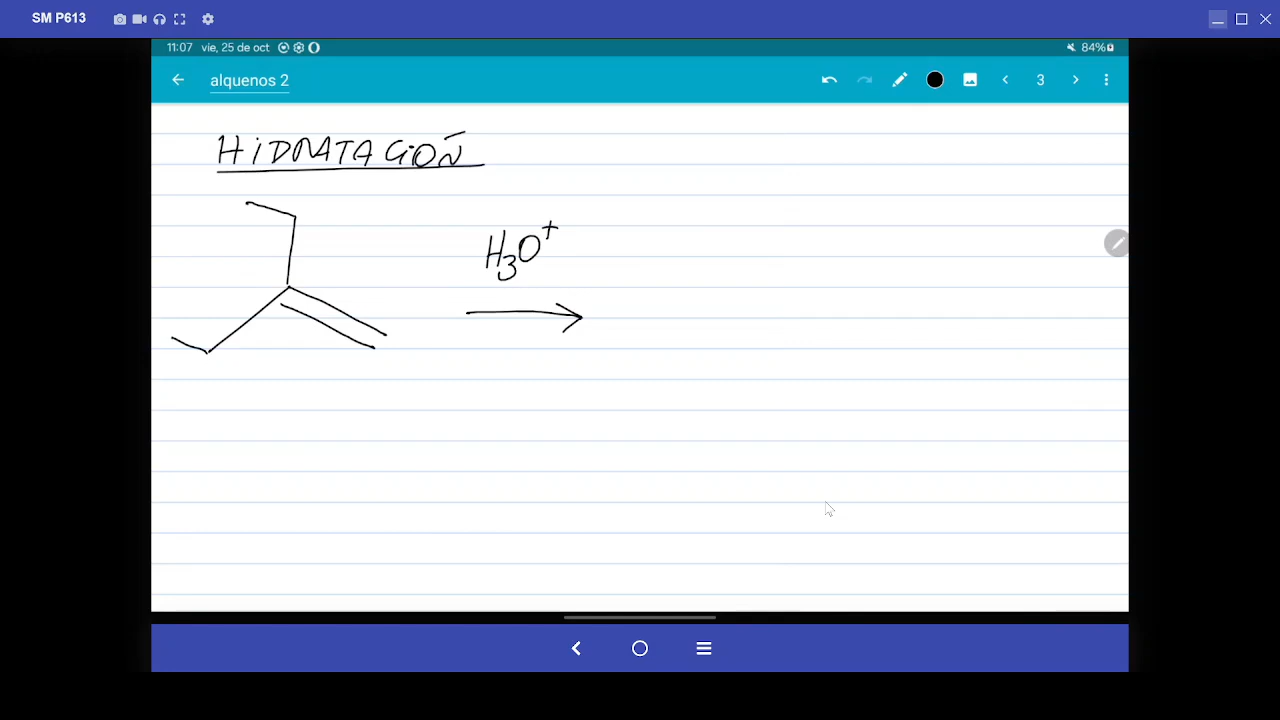 SM P613
11:07 vie, 25 de oct 84%
alquenos 2 3
HiDRATACiÓN
H₃O⁺